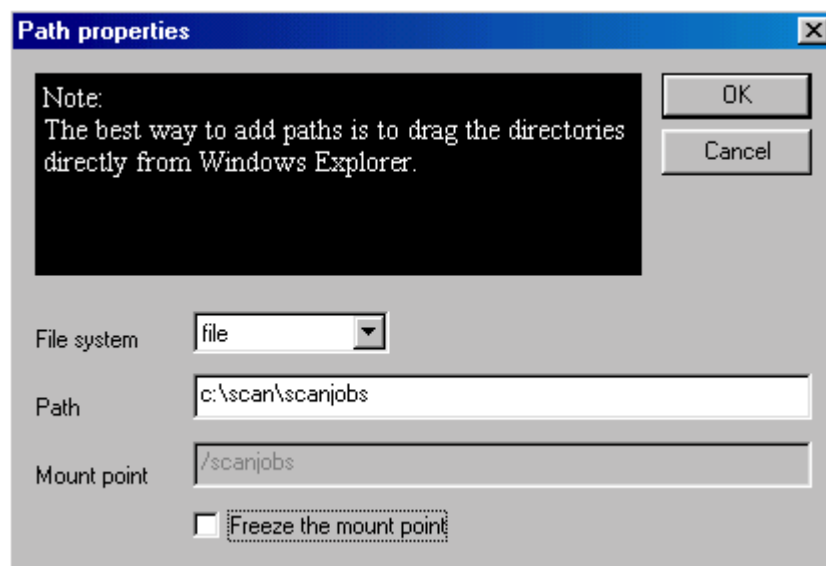 Path properties
Note:
The best way to add paths is to drag the directories
directly from Windows Explorer.
OK
Cancel
File system
file
Path
c:\scan\scanjobs
Mount point
/scanjobs
Freeze the mount point